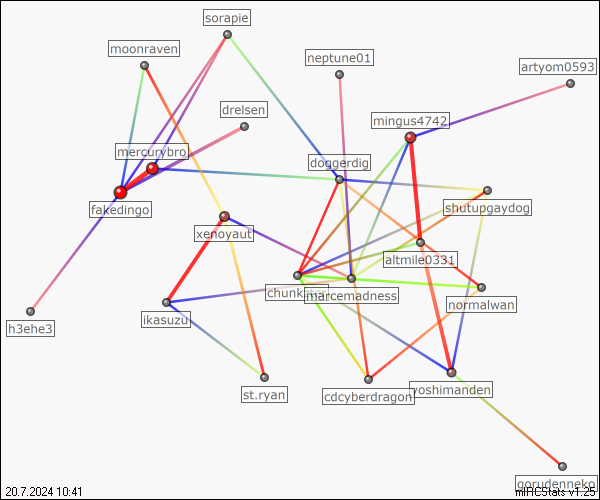 sorapie
moonraven
neptune01
artyom0593
drelsen
mingus4742
mercurybro
doggerdig
fakedingo
shutupgaydog
xenoyaut
altmile0331
marcemadness
normalwan
h3ehe3
ikasuzu
st.ryan
cdcyberdragon
yoshimanden
gorudenneko
20.7.2024 10:41
mIRCStats v1.25